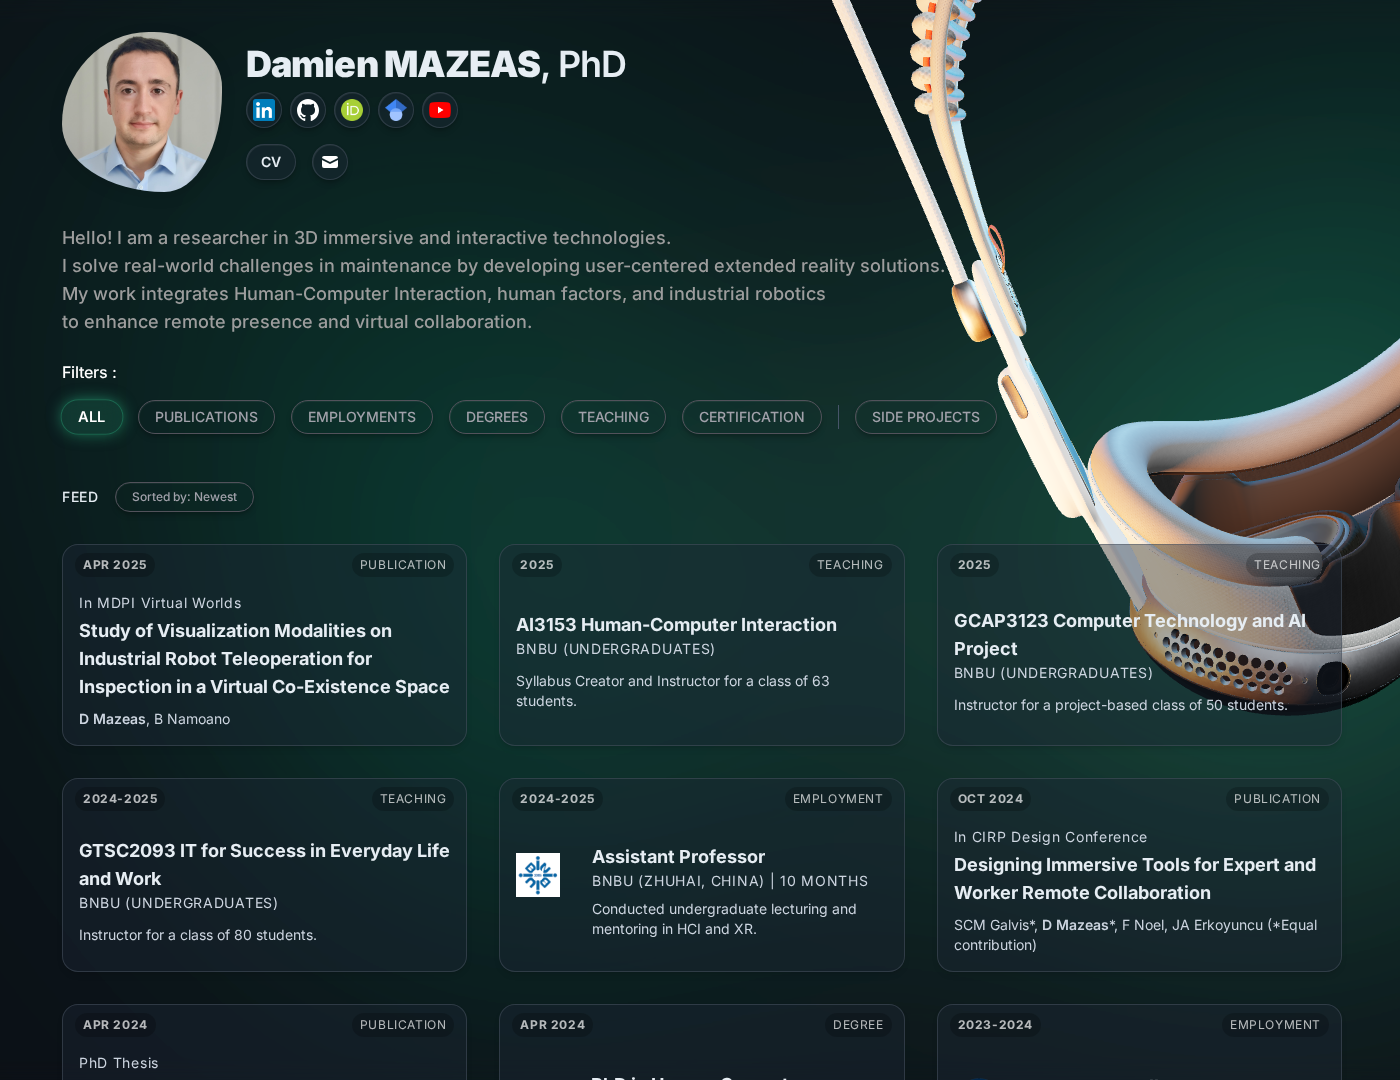 Damien MAZEAS, PhD
in
iD
CV
Hello! I am a researcher in 3D immersive and interactive technologies.
I solve real-world challenges in maintenance by developing user-centered extended reality solutions.
My work integrates Human-Computer Interaction, human factors, and industrial robotics
to enhance remote presence and virtual collaboration.
Filters :
ALL
PUBLICATIONS
EMPLOYMENTS
DEGREES
TEACHING
CERTIFICATION
SIDE PROJECTS
FEED
Sorted by: Newest
APR 2025
PUBLICATION
In MDPI Virtual Worlds
Study of Visualization Modalities on
Industrial Robot Teleoperation for
Inspection in a Virtual Co-Existence Space
D Mazeas, B Namoano
2025
TEACHING
AI3153 Human-Computer Interaction
BNBU (UNDERGRADUATES)
Syllabus Creator and Instructor for a class of 63
students.
2025
TEACHING
GCAP3123 Computer Technology and AI
Project
BNBU (UNDERGRADUATES)
Instructor for a project-based class of 50 students.
2024-2025
TEACHING
GTSC2093 IT for Success in Everyday Life
and Work
BNBU (UNDERGRADUATES)
Instructor for a class of 80 students.
2024-2025
EMPLOYMENT
Assistant Professor
BNBU (ZHUHAI, CHINA) | 10 MONTHS
Conducted undergraduate lecturing and
mentoring in HCI and XR.
OCT 2024
PUBLICATION
In CIRP Design Conference
Designing Immersive Tools for Expert and
Worker Remote Collaboration
SCM Galvis*, D Mazeas*, F Noel, JA Erkoyuncu (*Equal
contribution)
APR 2024
PUBLICATION
PhD Thesis
APR 2024
DEGREE
2023-2024
EMPLOYMENT